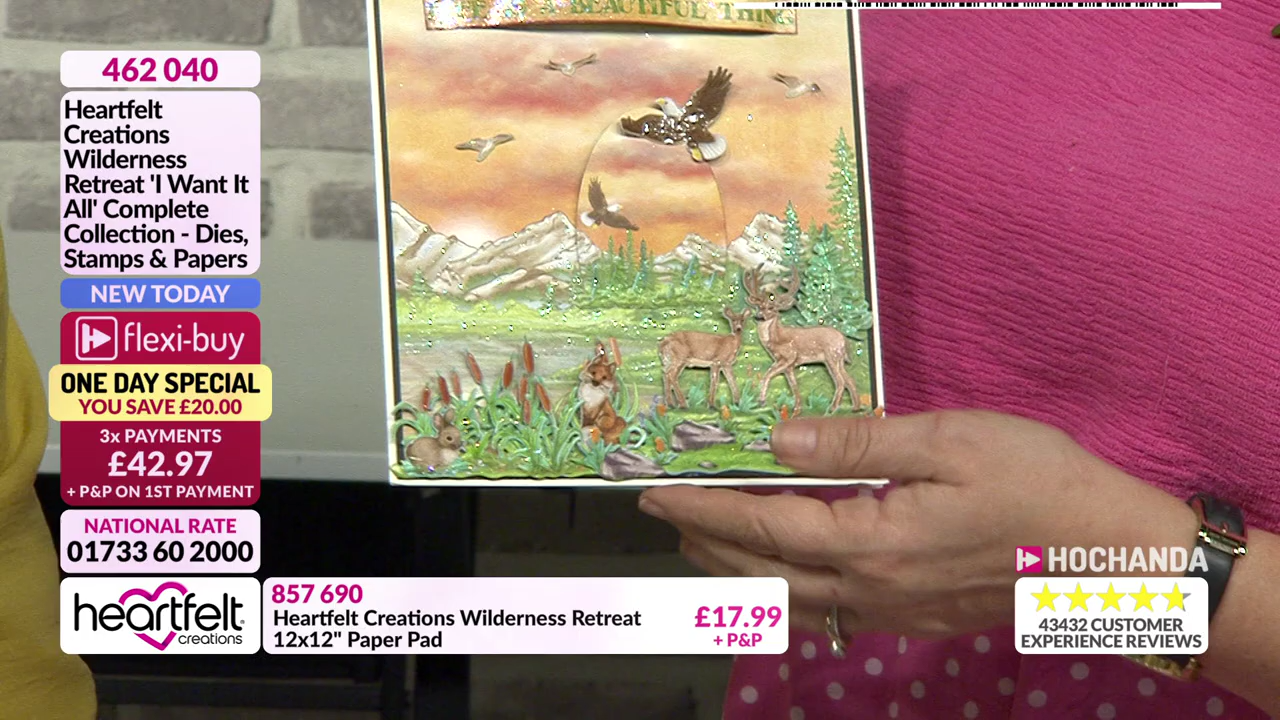 A BEAUTIFUL THING
462 040
Heartfelt
Creations
Wilderness
Retreat 'I Want It
All' Complete
Collection - Dies,
Stamps & Papers
NEW TODAY
flexi-buy
ONE DAY SPECIAL
YOU SAVE £20.00
3x PAYMENTS
£42.97
+ P&P ON 1ST PAYMENT
NATIONAL RATE
01733 60 2000
heartfelt
creations
857 690
Heartfelt Creations Wilderness Retreat
12x12" Paper Pad
£17.99
+ P&P
HOCHANDA
43432 CUSTOMER
EXPERIENCE REVIEWS